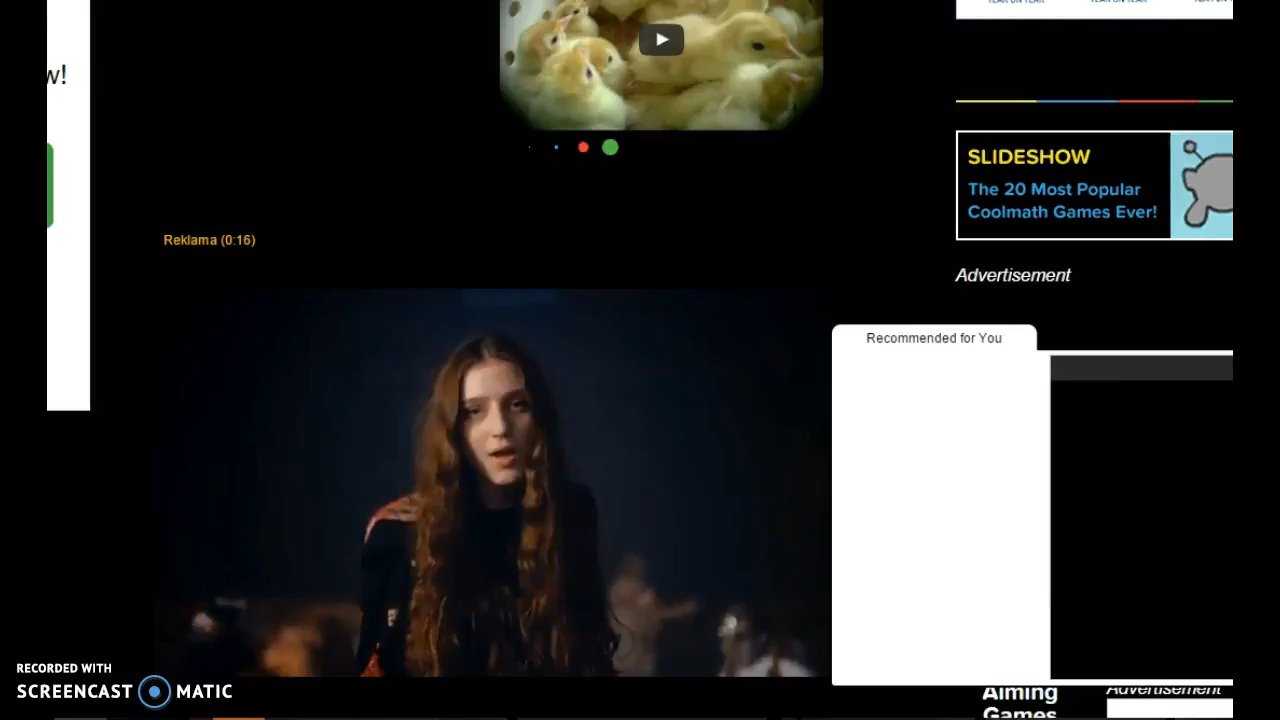 w!
SLIDESHOW
The 20 Most Popular
Coolmath Games Ever!
Reklama (0:16)
Advertisement
Recommended for You
RECORDED WITH
SCREENCAST MATIC
Aiming
Games
Advertisement